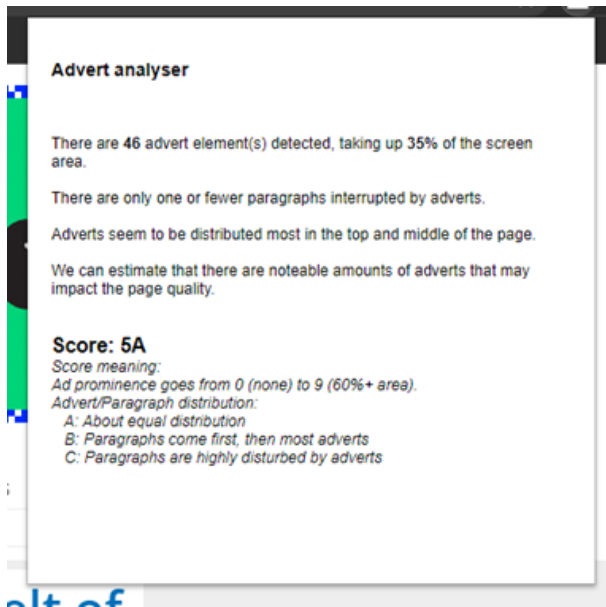 Advert analyser
There are 46 advert element(s) detected, taking up 35% of the screen
area.
There are only one or fewer paragraphs interrupted by adverts.
Adverts seem to be distributed most in the top and middle of the page.
We can estimate that there are noteable amounts of adverts that may
impact the page quality.
Score: 5A
Score meaning:
Ad prominence goes from 0 (none) to 9 (60%+ area).
Advert/Paragraph distribution:
A: About equal distribution
B: Paragraphs come first, then most adverts
C: Paragraphs are highly disturbed by adverts